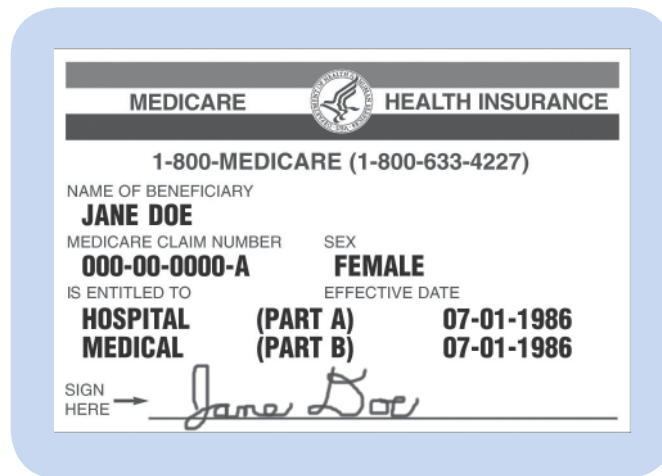 MEDICARE HEALTH INSURANCE
1-800-MEDICARE (1-800-633-4227)
NAME OF BENEFICIARY
JANE DOE
MEDICARE CLAIM NUMBER SEX
000-00-0000-A FEMALE
IS ENTITLED TO EFFECTIVE DATE
HOSPITAL (PART A) 07-01-1986
MEDICAL (PART B) 07-01-1986
SIGN
HERE Jane Doe